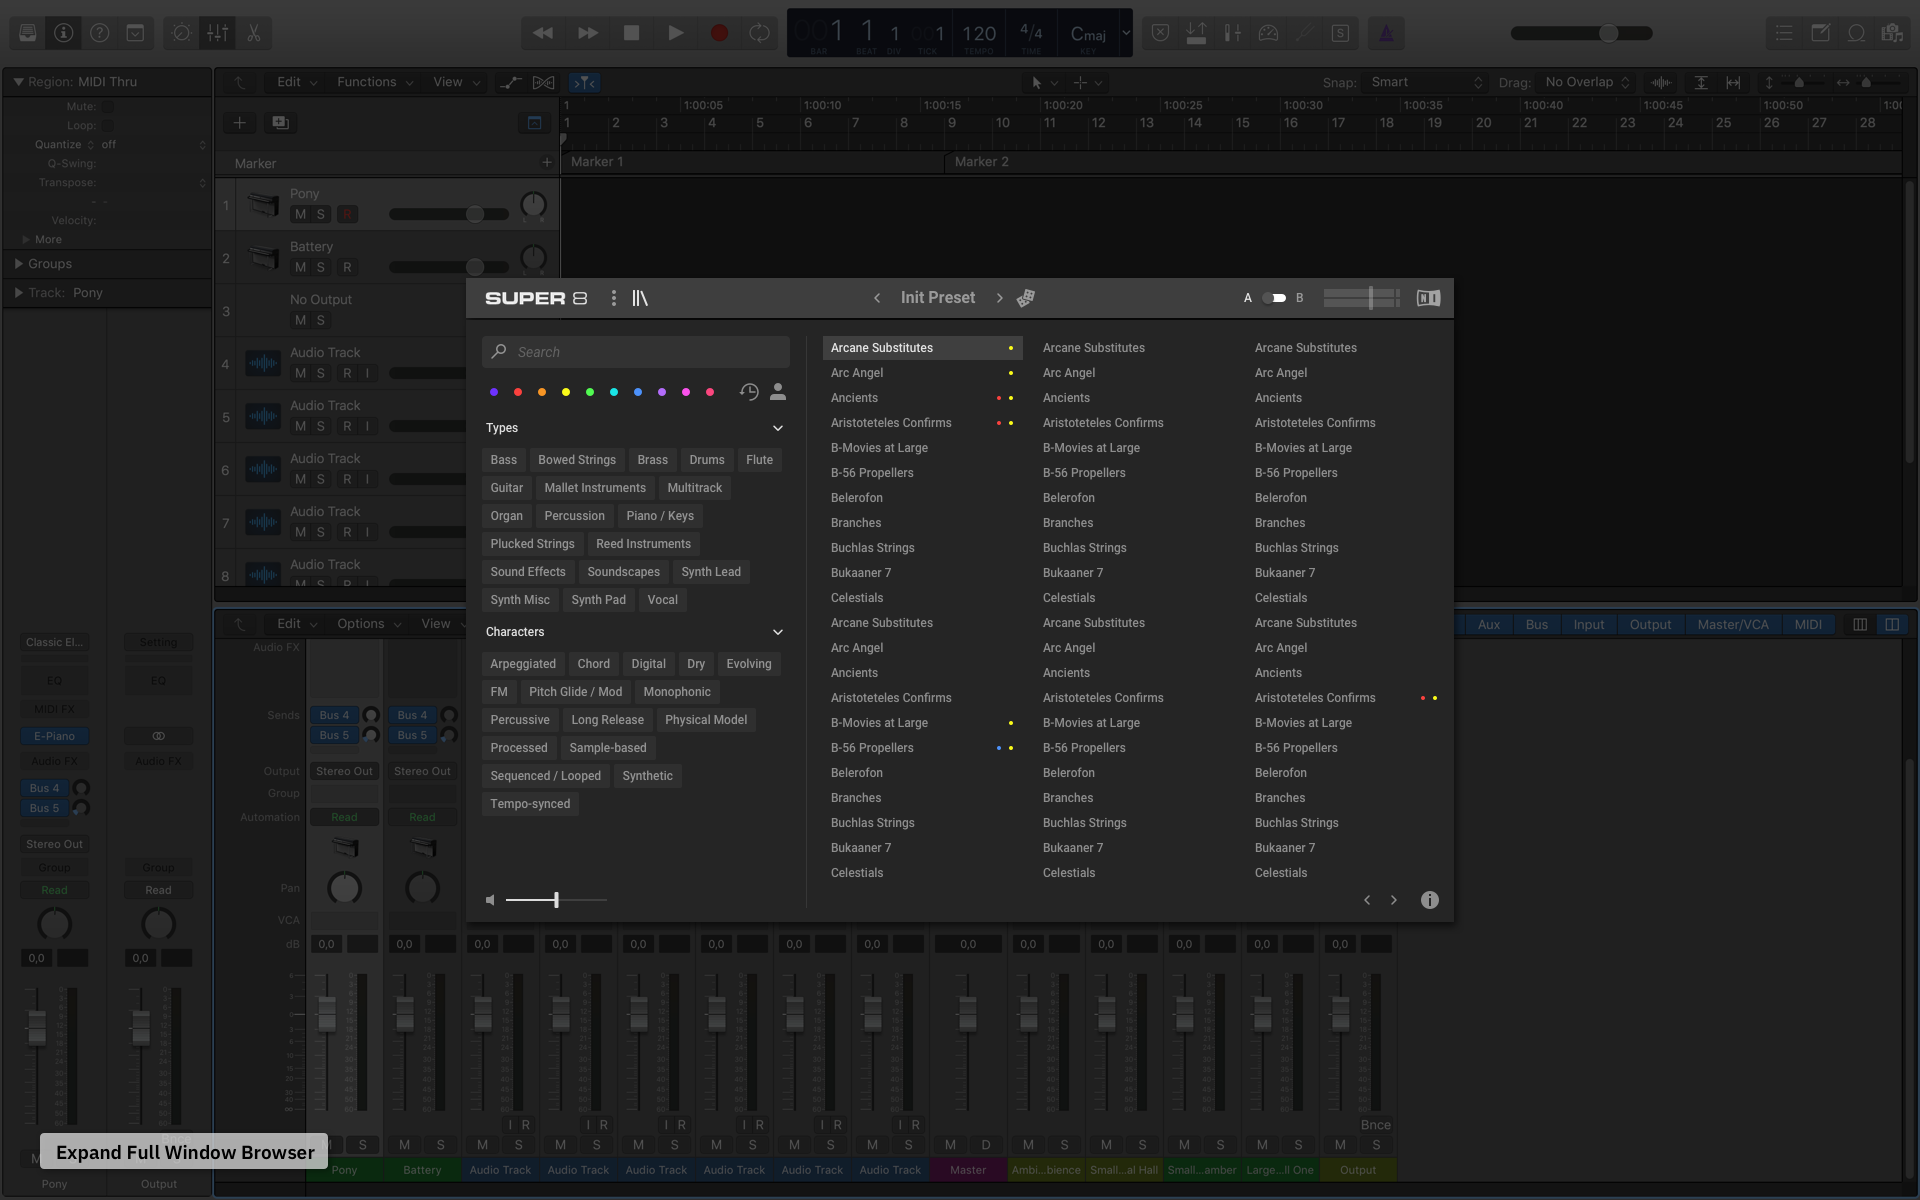 001 1 1 001 120 4/4 Cmaj
BAR BEAT DIV TICK TEMPO TIME KEY
Region: MIDI Thru
Mute:
Loop:
Quantize off
Q-Swing:
Transpose:
- -
Velocity:
More
Groups
Track: Pony
Edit Functions View
Snap: Smart Drag: No Overlap
1 1:00:05 1:00:10 1:00:15 1:00:20 1:00:25 1:00:30 1:00:35 1:00:40 1:00:45 1:00:50
1 2 3 4 5 6 7 8 9 10 11 12 13 14 15 16 17 18 19 20 21 22 23 24 25 26 27 28
Marker
Marker 1 Marker 2
1 Pony
M S R
2 Battery
M S R
3 No Output
M S
4 Audio Track
M S R I
5 Audio Track
M S R I
6 Audio Track
M S R I
7 Audio Track
M S R I
8 Audio Track
M S R I
SUPER 8
Init Preset
A B
NI
Search
Types
Bass Bowed Strings Brass Drums Flute
Guitar Mallet Instruments Multitrack
Organ Percussion Piano / Keys
Plucked Strings Reed Instruments
Sound Effects Soundscapes Synth Lead
Synth Misc Synth Pad Vocal
Characters
Arpeggiated Chord Digital Dry Evolving
FM Pitch Glide / Mod Monophonic
Percussive Long Release Physical Model
Processed Sample-based
Sequenced / Looped Synthetic
Tempo-synced
Arcane Substitutes Arcane Substitutes Arcane Substitutes
Arc Angel Arc Angel Arc Angel
Ancients Ancients Ancients
Aristoteteles Confirms Aristoteteles Confirms Aristoteteles Confirms
B-Movies at Large B-Movies at Large B-Movies at Large
B-56 Propellers B-56 Propellers B-56 Propellers
Belerofon Belerofon Belerofon
Branches Branches Branches
Buchlas Strings Buchlas Strings Buchlas Strings
Bukaaner 7 Bukaaner 7 Bukaaner 7
Celestials Celestials Celestials
Arcane Substitutes Arcane Substitutes Arcane Substitutes
Arc Angel Arc Angel Arc Angel
Ancients Ancients Ancients
Aristoteteles Confirms Aristoteteles Confirms Aristoteteles Confirms
B-Movies at Large B-Movies at Large B-Movies at Large
B-56 Propellers B-56 Propellers B-56 Propellers
Belerofon Belerofon Belerofon
Branches Branches Branches
Buchlas Strings Buchlas Strings Buchlas Strings
Bukaaner 7 Bukaaner 7 Bukaaner 7
Celestials Celestials Celestials
Edit Options View
Aux Bus Input Output Master/VCA MIDI
Classic El... Setting
EQ EQ
MIDI FX
E-Piano
Audio FX Audio FX
Bus 4
Bus 5
Stereo Out
Group Group
Read Read
0,0 0,0
Audio FX
Sends Bus 4 Bus 4
Bus 5 Bus 5
Output Stereo Out Stereo Out
Group
Automation Read Read
Pan
VCA
dB 0,0 0,0 0,0 0,0 0,0 0,0 0,0 0,0 0,0 0,0 0,0 0,0 0,0 0,0
I R I R I R I R I R I R Bnce
M S M S M S M S M S M S M S M D M S M S M S M S S
Expand Full Window Browser
Pony Battery Audio Track Audio Track Audio Track Audio Track Audio Track Audio Track Master Ambi...bience Small...al Hall Small...amber Large...ll One Output
Pony Output